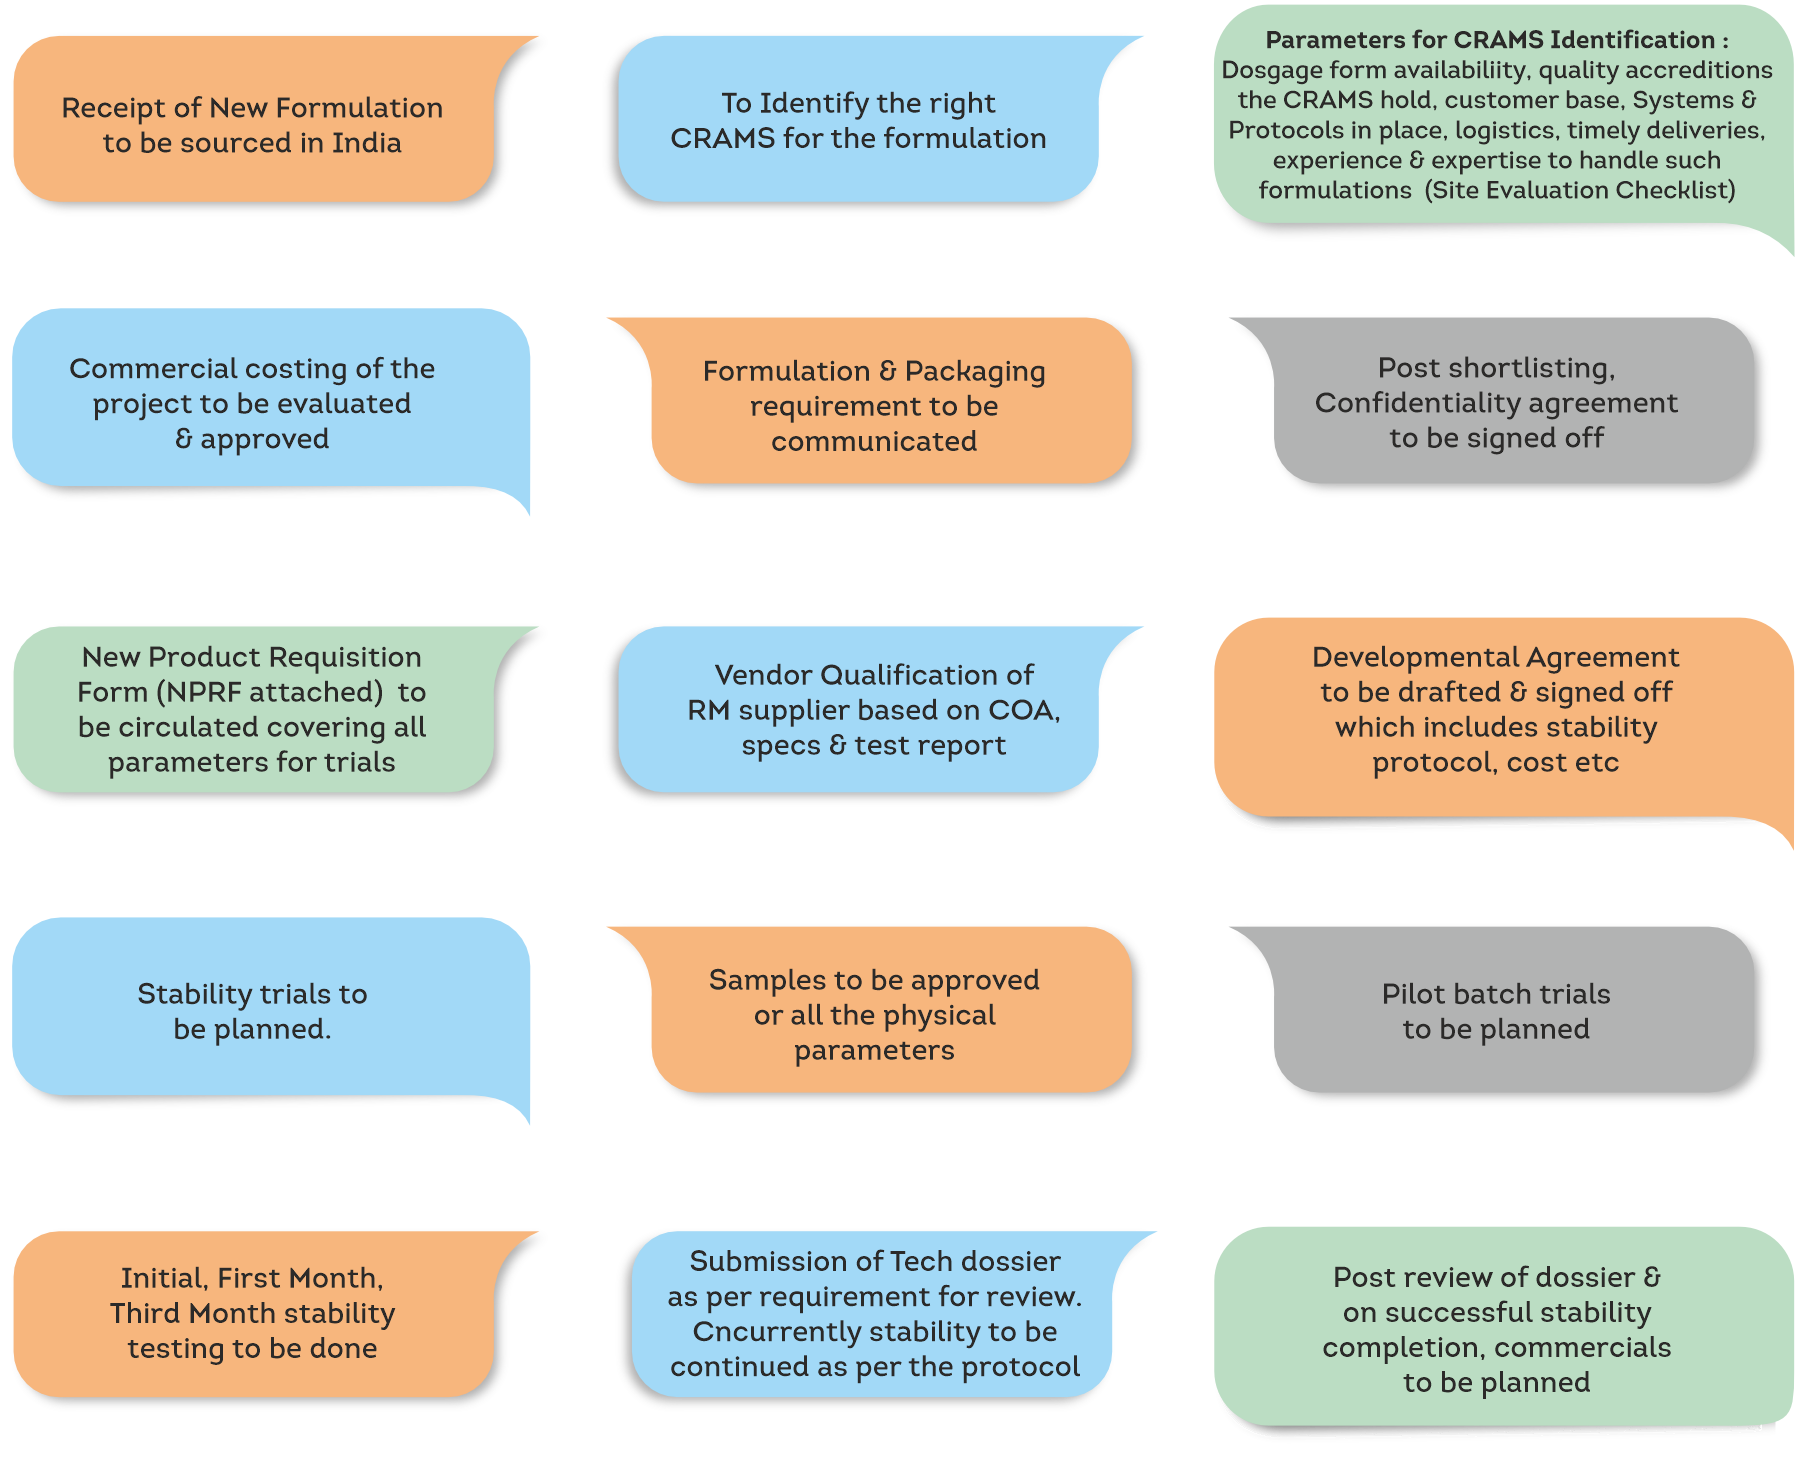 Receipt of New Formulation
to be sourced in India
To Identify the right
CRAMS for the formulation
Parameters for CRAMS Identification :
Dosgage form availabiliity, quality accreditions
the CRAMS hold, customer base, Systems &
Protocols in place, logistics, timely deliveries,
experience & expertise to handle such
formulations (Site Evaluation Checklist)
Commercial costing of the
project to be evaluated
& approved
Formulation & Packaging
requirement to be
communicated
Post shortlisting,
Confidentiality agreement
to be signed off
New Product Requisition
Form (NPRF attached) to
be circulated covering all
parameters for trials
Vendor Qualification of
RM supplier based on COA,
specs & test report
Developmental Agreement
to be drafted & signed off
which includes stability
protocol, cost etc
Stability trials to
be planned.
Samples to be approved
or all the physical
parameters
Pilot batch trials
to be planned
Initial, First Month,
Third Month stability
testing to be done
Submission of Tech dossier
as per requirement for review.
Cncurrently stability to be
continued as per the protocol
Post review of dossier &
on successful stability
completion, commercials
to be planned